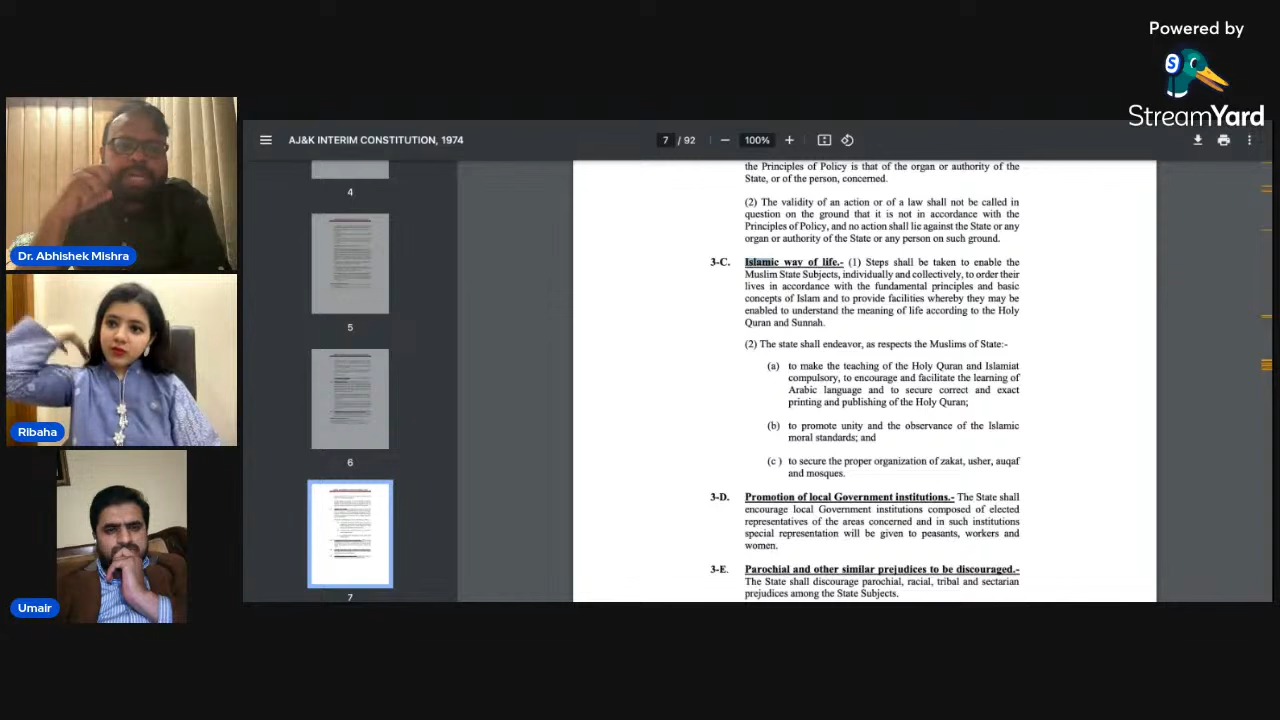 Powered by
StreamYard
Dr. Abhishek Mishra
Ribaha
Umair
AJ&K INTERIM CONSTITUTION, 1974
7 / 92
100%
4
5
6
7
the Principles of Policy is that of the organ or authority of the
State, or of the person, concerned.
(2) The validity of an action or of a law shall not be called in
question on the ground that it is not in accordance with the
Principles of Policy, and no action shall lie against the State or any
organ or authority of the State or any person on such ground.
3-C. Islamic way of life.- (1) Steps shall be taken to enable the
Muslim State Subjects, individually and collectively, to order their
lives in accordance with the fundamental principles and basic
concepts of Islam and to provide facilities whereby they may be
enabled to understand the meaning of life according to the Holy
Quran and Sunnah.
(2) The state shall endeavor, as respects the Muslims of State:-
(a) to make the teaching of the Holy Quran and Islamiat
compulsory, to encourage and facilitate the learning of
Arabic language and to secure correct and exact
printing and publishing of the Holy Quran;
(b) to promote unity and the observance of the Islamic
moral standards; and
(c ) to secure the proper organization of zakat, usher, auqaf
and mosques.
3-D. Promotion of local Government institutions.- The State shall
encourage local Government institutions composed of elected
representatives of the areas concerned and in such institutions
special representation will be given to peasants, workers and
women.
3-E. Parochial and other similar prejudices to be discouraged.-
The State shall discourage parochial, racial, tribal and sectarian
prejudices among the State Subjects.